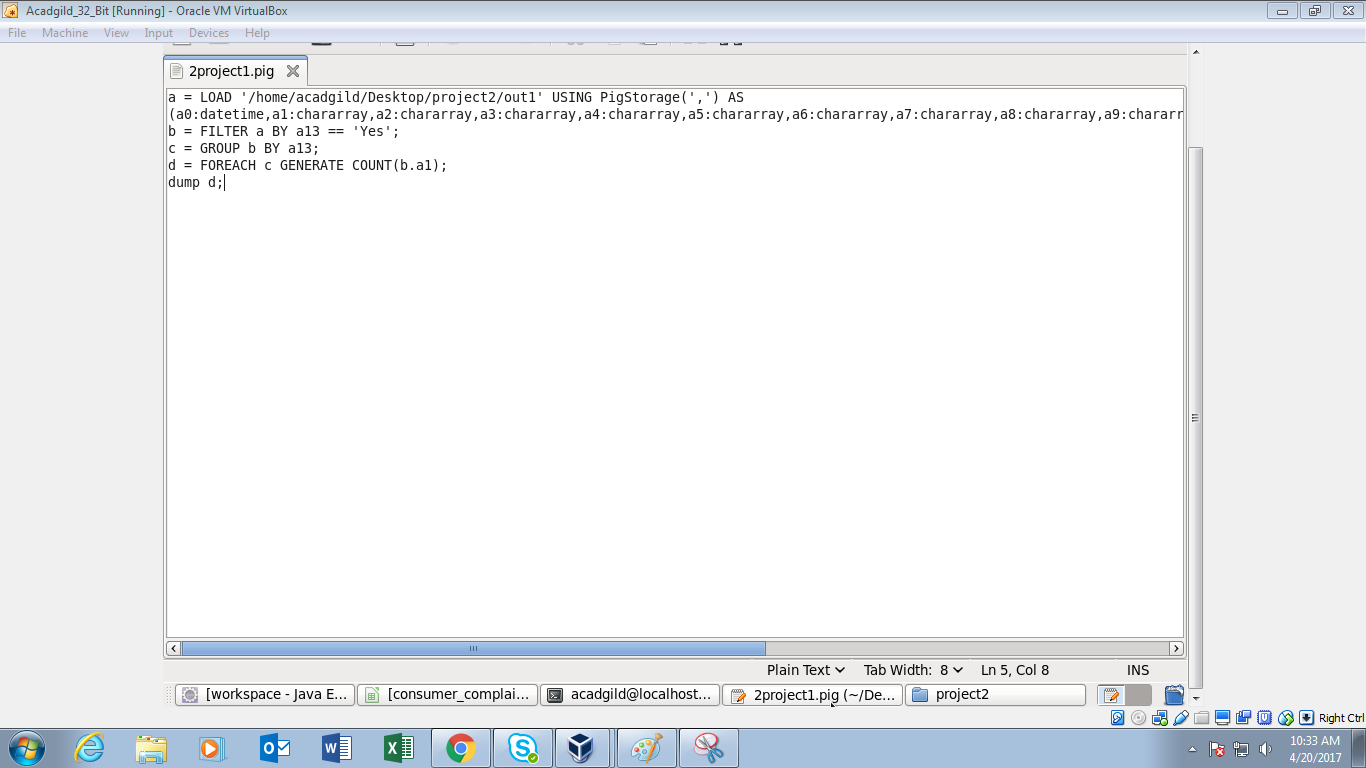 Acadgild_32_Bit [Running] - Oracle VM VirtualBox
File Machine View Input Devices Help
2project1.pig
a = LOAD '/home/acadgild/Desktop/project2/out1' USING PigStorage(',') AS
(a0:datetime,a1:chararray,a2:chararray,a3:chararray,a4:chararray,a5:chararray,a6:chararray,a7:chararray,a8:chararray,a9:chararr
b = FILTER a BY a13 == 'Yes';
c = GROUP b BY a13;
d = FOREACH c GENERATE COUNT(b.a1);
dump d;
Plain Text Tab Width: 8 Ln 5, Col 8 INS
[workspace - Java E... [consumer_complai... acadgild@localhost... 2project1.pig (~/De... project2
Right Ctrl
10:33 AM
4/20/2017